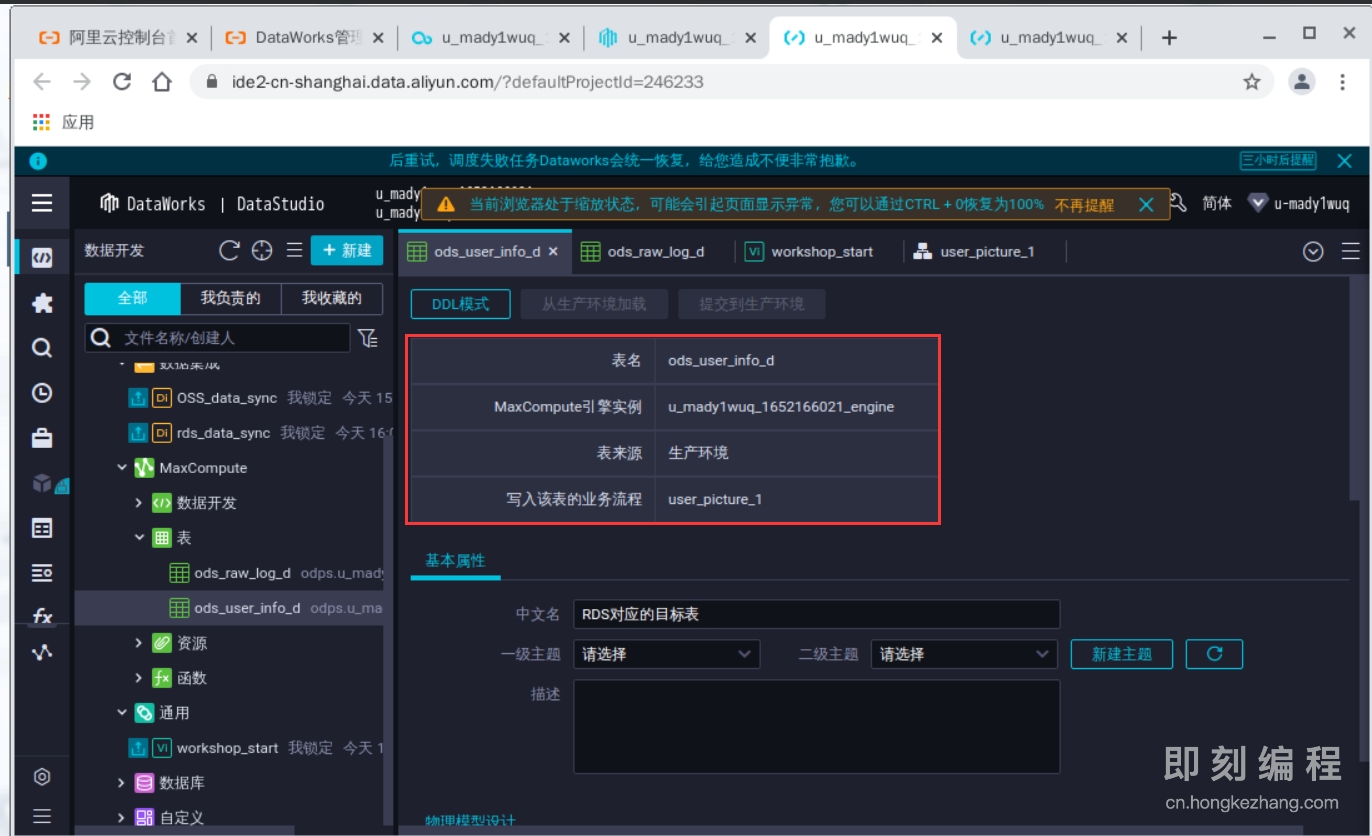 阿里云控制台
DataWorks管理
u_mady1wuq_
u_mady1wuq_
u_mady1wuq_
u_mady1wuq_
ide2-cn-shanghai.data.aliyun.com/?defaultProjectId=246233
应用
后重试，调度失败任务Dataworks会统一恢复，给您造成不便非常抱歉。
三小时后提醒
DataWorks | DataStudio
u_mady
u_mady
当前浏览器处于缩放状态，可能会引起页面显示异常，您可以通过CTRL + 0恢复为100% 不再提醒
简体
u-mady1wuq
数据开发
+ 新建
全部
我负责的
我收藏的
文件名称/创建人
数据集成
Di OSS_data_sync 我锁定 今天 15
Di rds_data_sync 我锁定 今天 16:0
MaxCompute
数据开发
表
ods_raw_log_d odps.u_mady
ods_user_info_d odps.u_ma
资源
fx 函数
通用
Vi workshop_start 我锁定 今天 1
数据库
自定义
fx
ods_user_info_d
ods_raw_log_d
Vi workshop_start
user_picture_1
DDL模式
从生产环境加载
提交到生产环境
表名 ods_user_info_d
MaxCompute引擎实例 u_mady1wuq_1652166021_engine
表来源 生产环境
写入该表的业务流程 user_picture_1
基本属性
中文名 RDS对应的目标表
一级主题 请选择 二级主题 请选择 新建主题
描述
物理模型设计
即刻编程
cn.hongkezhang.com